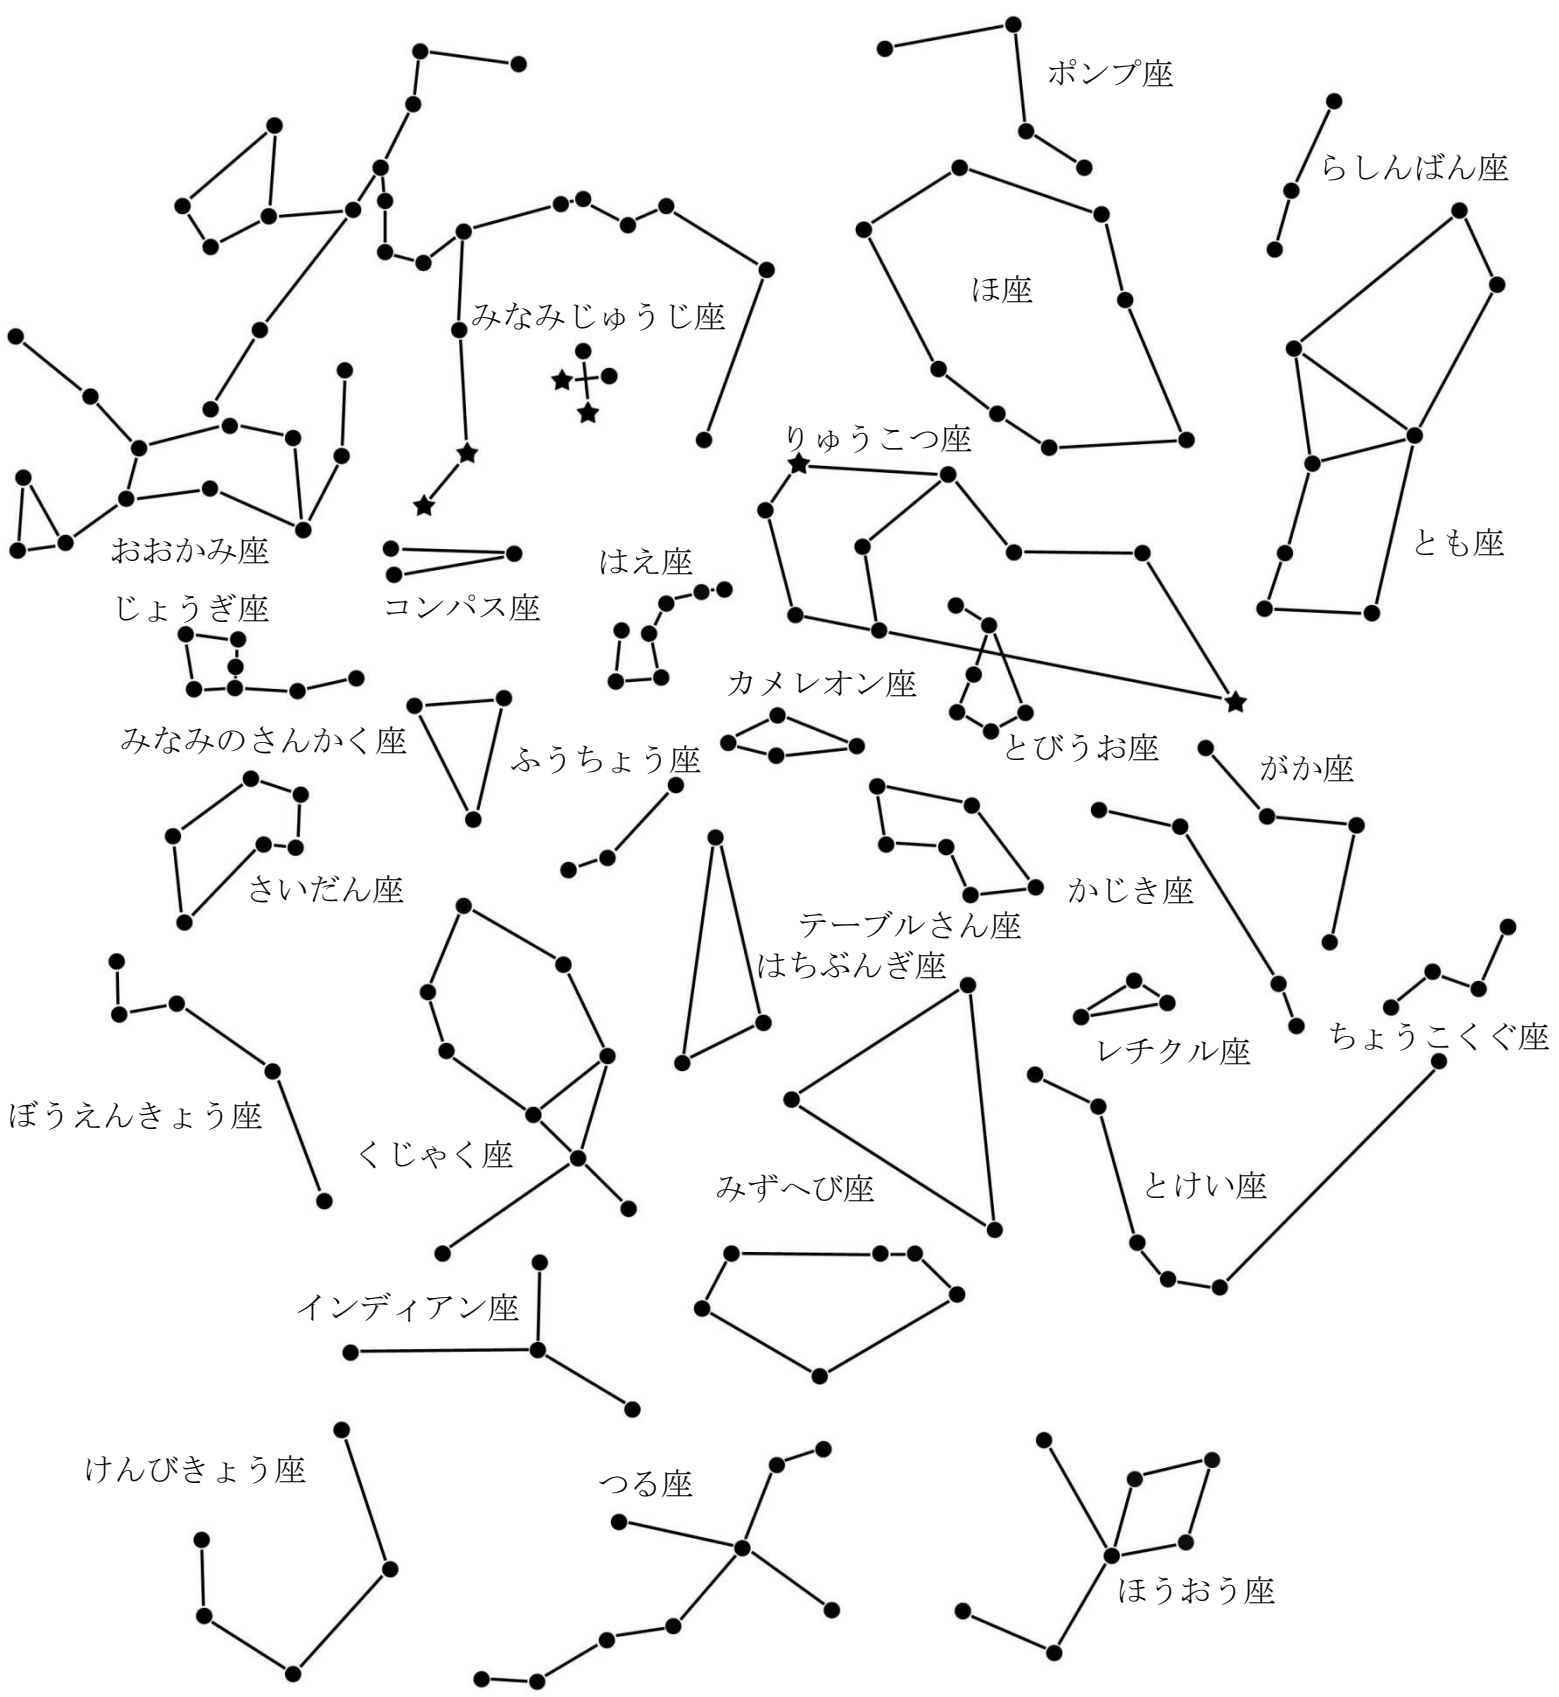 ポンプ座
らしんばん座
ほ座
みなみじゅうじ座
りゅうこつ座
とも座
おおかみ座
はえ座
コンパス座
じょうぎ座
カメレオン座
みなみのさんかく座
とびうお座
ふうちょう座
がか座
さいだん座
かじき座
テーブルさん座
はちぶんぎ座
ちょうこくぐ座
レチクル座
ぼうえんきょう座
くじゃく座
みずへび座
とけい座
インディアン座
けんびきょう座
つる座
ほうおう座